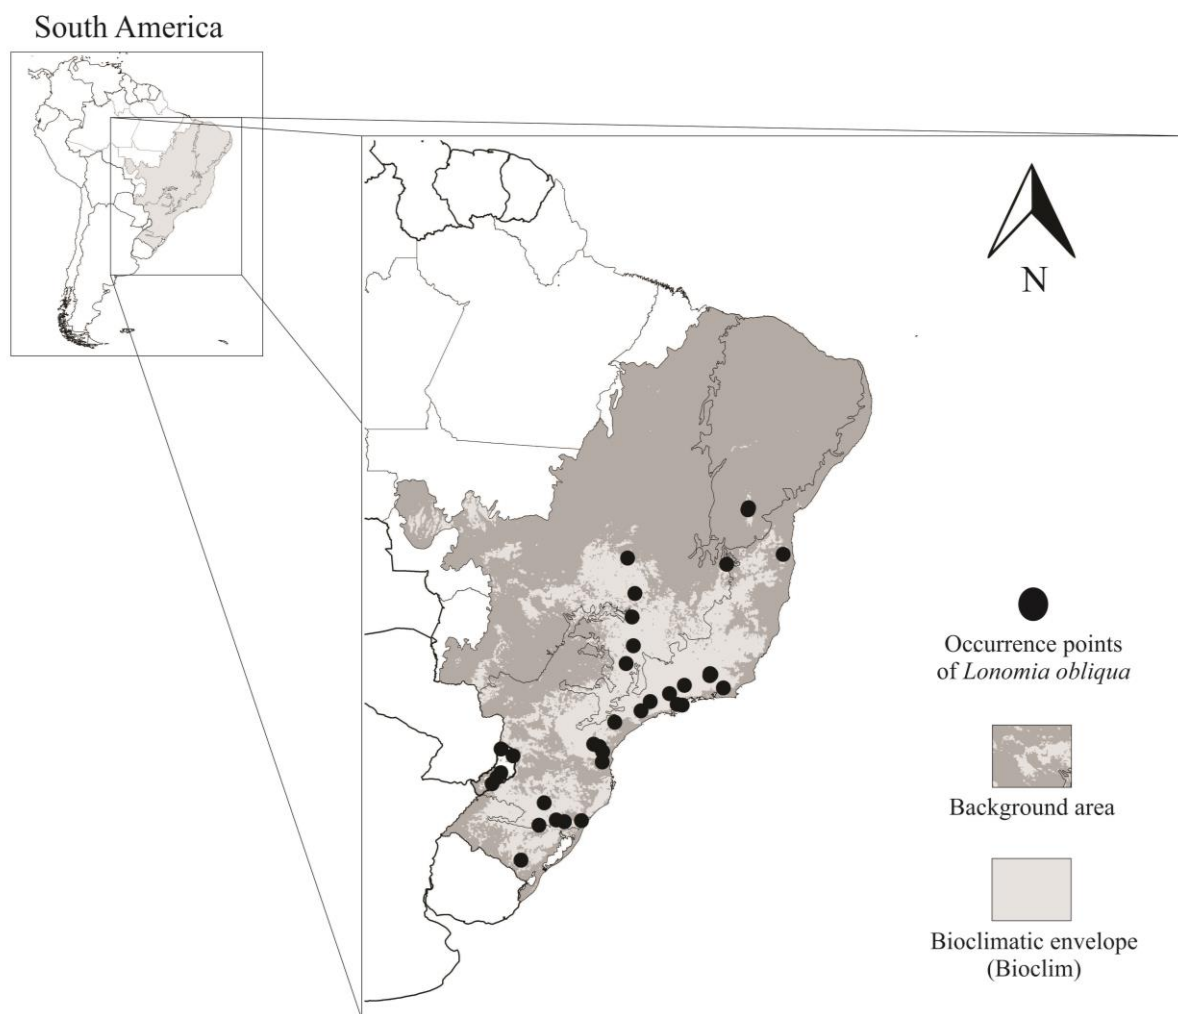 South America
N
Occurrence points
of Lonomia obliqua
Background area
Bioclimatic envelope
(Bioclim)